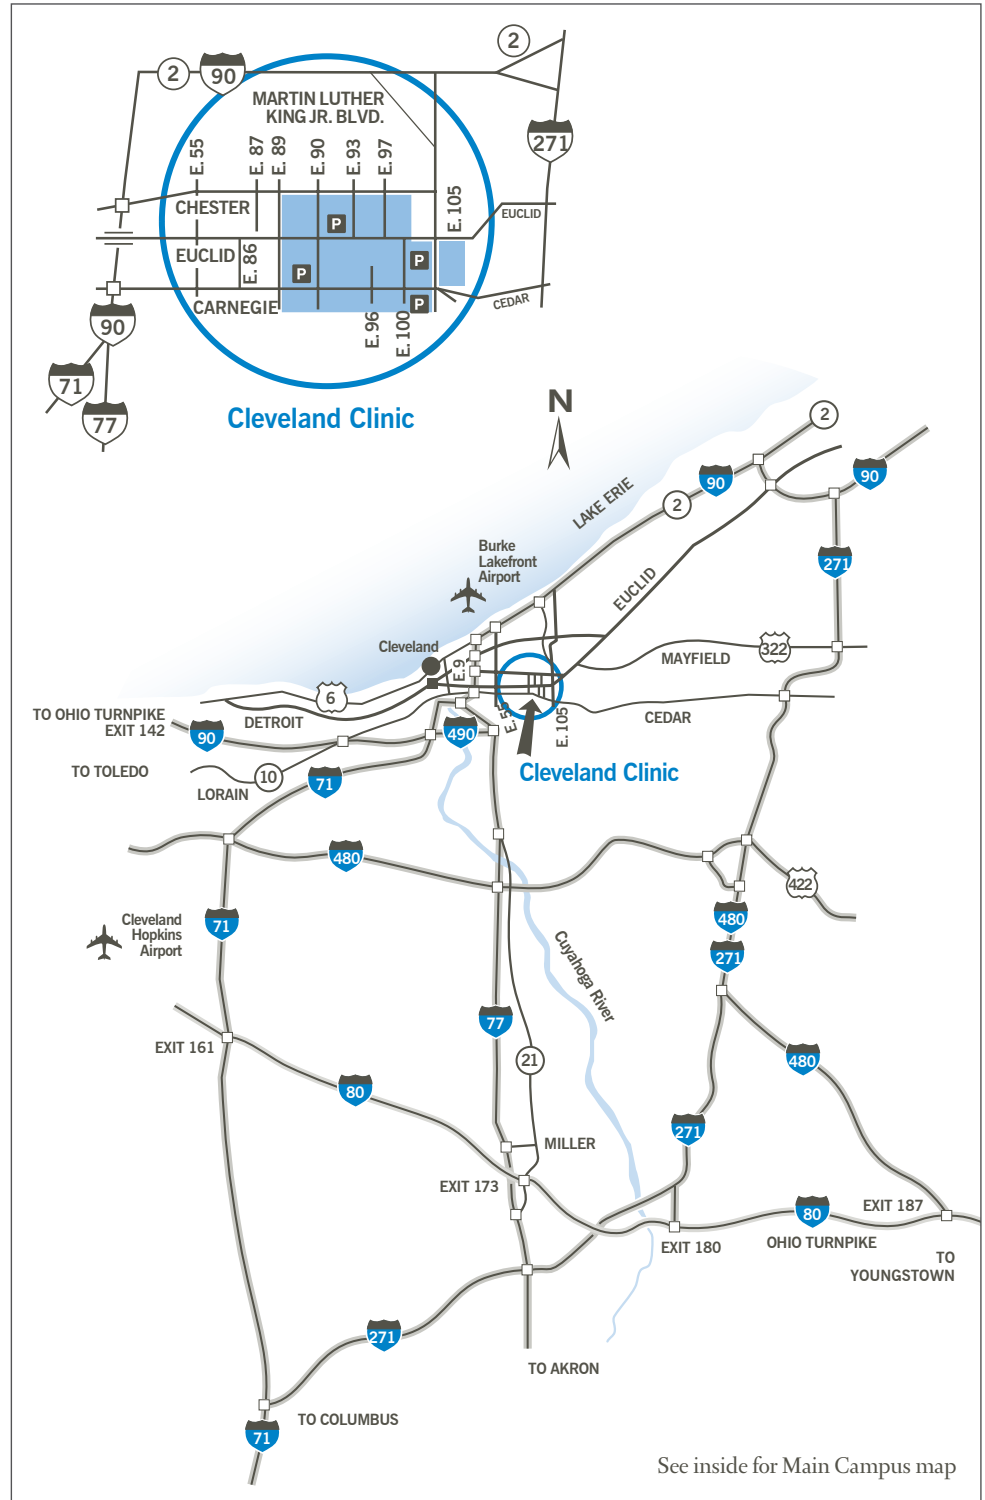 2
2
90
MARTIN LUTHER
KING JR. BLVD.
271
E. 55
E. 87
E. 89
E. 90
E. 93
E. 97
E. 105
CHESTER
EUCLID
P
EUCLID
E. 86
P
P
CARNEGIE
P
CEDAR
E. 96
E. 100
90
71
77
Cleveland Clinic
N
2
90
90
2
LAKE ERIE
271
Burke
Lakefront
Airport
EUCLID
Cleveland
322
MAYFIELD
E. 9
6
DETROIT
TO OHIO TURNPIKE
EXIT 142
90
490
E. 55
E. 105
CEDAR
TO TOLEDO
10
LORAIN
71
Cleveland Clinic
480
422
71
Cleveland
Hopkins
Airport
480
271
Cuyahoga River
77
EXIT 161
21
480
80
271
MILLER
EXIT 173
EXIT 187
80
EXIT 180
OHIO TURNPIKE
TO
YOUNGSTOWN
271
TO AKRON
TO COLUMBUS
71
See inside for Main Campus map